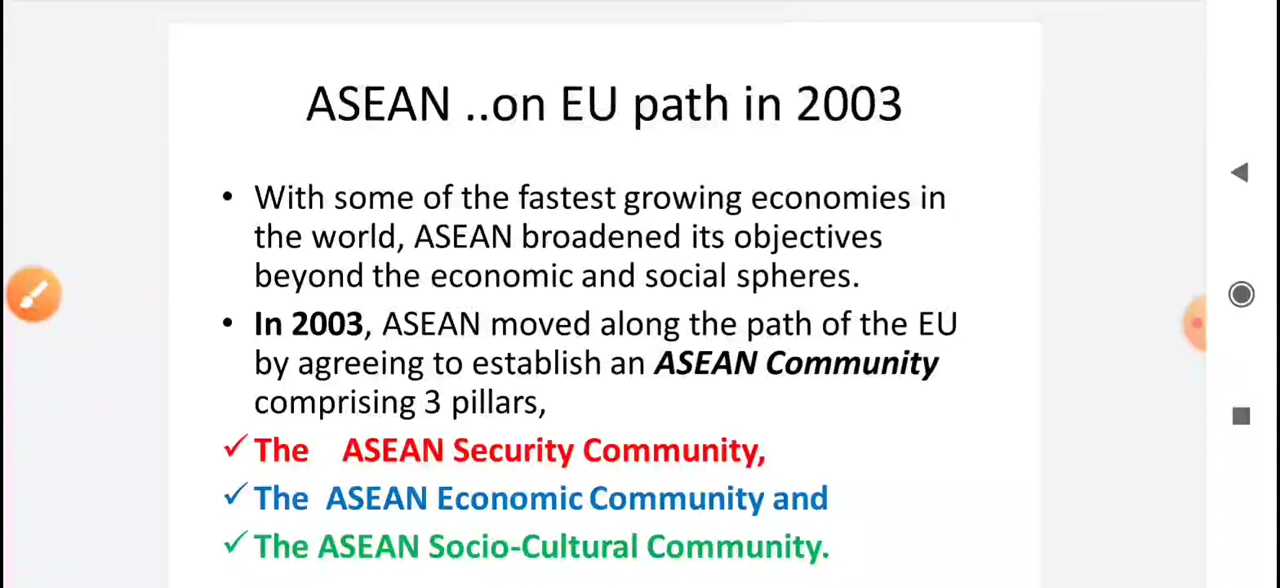 ASEAN ..on EU path in 2003
• With some of the fastest growing economies in
the world, ASEAN broadened its objectives
beyond the economic and social spheres.
• In 2003, ASEAN moved along the path of the EU
by agreeing to establish an ASEAN Community
comprising 3 pillars,
✓ The ASEAN Security Community,
✓ The ASEAN Economic Community and
✓ The ASEAN Socio-Cultural Community.